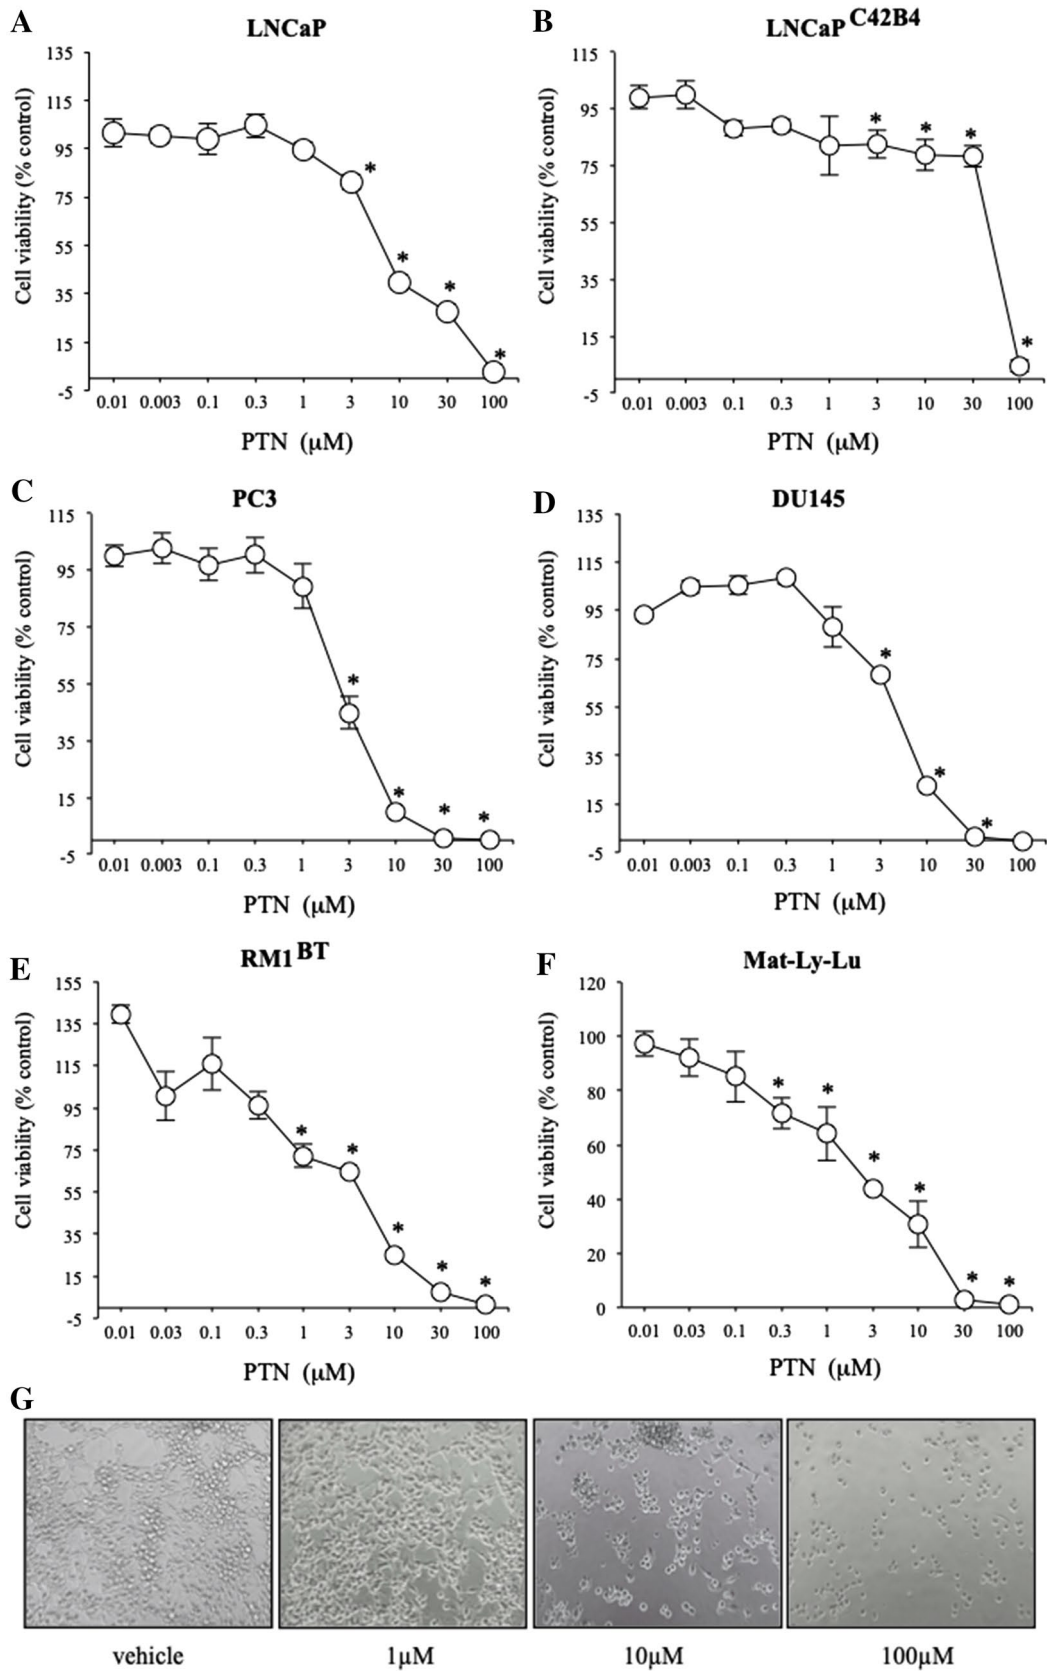 A
LNCaP
135
115
95
75
55
35
15
-5
Cell viability (% control)
*
*
*
*
0.01 0.003 0.1 0.3 1 3 10 30 100
PTN (μM)
B
LNCaP C42B4
115
95
75
55
35
15
-5
Cell viability (% control)
*
*
*
*
0.01 0.003 0.1 0.3 1 3 10 30 100
PTN (μM)
C
PC3
115
95
75
55
35
15
-5
Cell viability (% control)
*
*
*
*
0.01 0.003 0.1 0.3 1 3 10 30 100
PTN (μM)
D
DU145
135
115
95
75
55
35
15
-5
Cell viability (% control)
*
*
*
0.01 0.003 0.1 0.3 1 3 10 30 100
PTN (μM)
E
RM1 BT
155
135
115
95
75
55
35
15
-5
Cell viability (% control)
*
*
*
*
*
0.01 0.03 0.1 0.3 1 3 10 30 100
PTN (μM)
F
Mat-Ly-Lu
120
100
80
60
40
20
0
Cell viability (% control)
*
*
*
*
*
*
0.01 0.03 0.1 0.3 1 3 10 30 100
PTN (μM)
G
vehicle 1μM 10μM 100μM